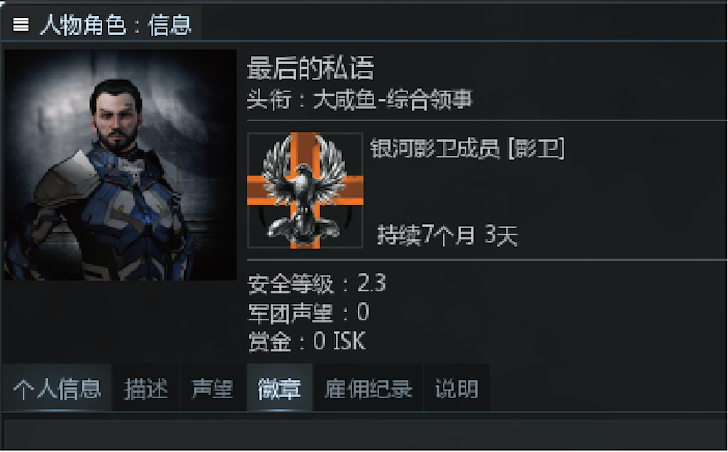 人物角色：信息
最后的私语
头衔：大咸鱼-综合领事
银河影卫成员 [影卫]
持续7个月 3天
安全等级：2.3
军团声望：0
赏金：0 ISK
个人信息 描述 声望 徽章 雇佣纪录 说明